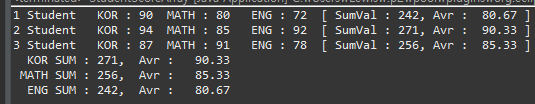 1 Student KOR : 90 MATH : 80 ENG : 72 [ SumVal : 242, Avr : 80.67 ]
2 Student KOR : 94 MATH : 85 ENG : 92 [ SumVal : 271, Avr : 90.33 ]
3 Student KOR : 87 MATH : 91 ENG : 78 [ SumVal : 256, Avr : 85.33 ]
KOR SUM : 271, Avr : 90.33
MATH SUM : 256, Avr : 85.33
ENG SUM : 242, Avr : 80.67